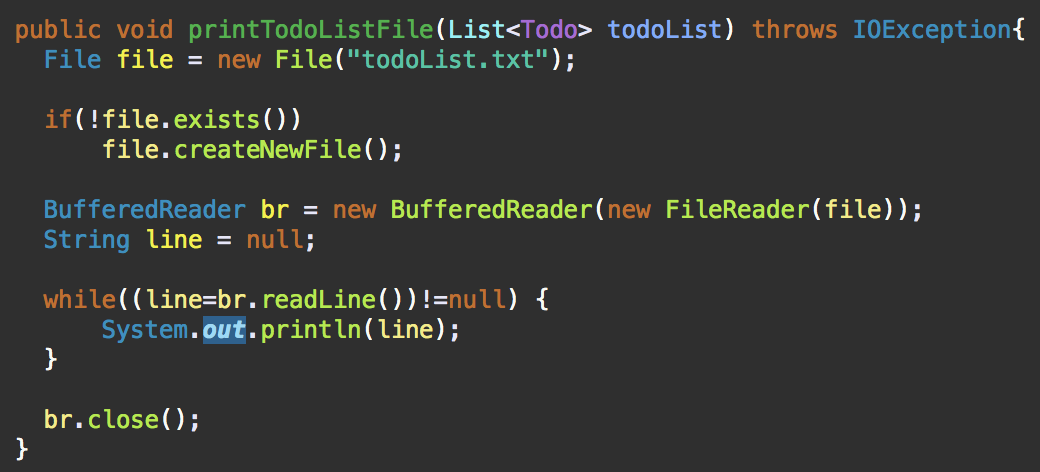 public void printTodoListFile(List<Todo> todoList) throws IOException{
  File file = new File("todoList.txt");

  if(!file.exists())
      file.createNewFile();

  BufferedReader br = new BufferedReader(new FileReader(file));
  String line = null;

  while((line=br.readLine())!=null) {
      System.out.println(line);
  }

  br.close();
}